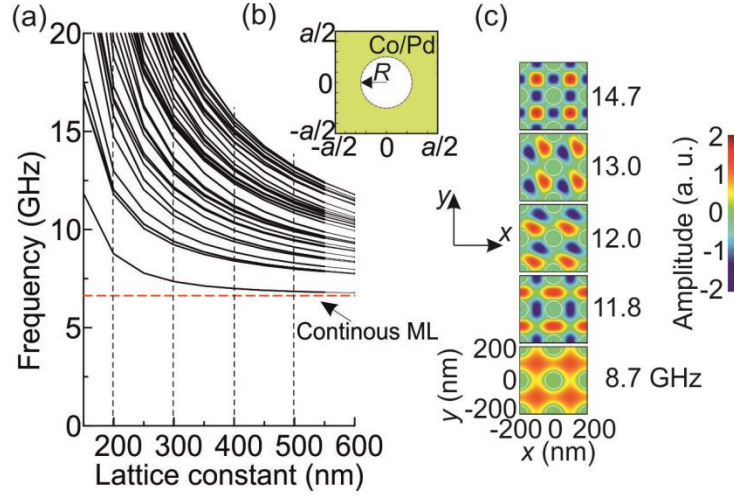 (a)
20
15
10
5
0
Frequency (GHz)
200 300 400 500 600
Lattice constant (nm)
Continous ML
(b)
a/2
0
-a/2
Co/Pd
R
-a/2 0 a/2
(c)
14.7
13.0
12.0
11.8
8.7 GHz
y
x
200
0
-200
y (nm)
-200 0 200
x (nm)
Amplitude (a. u.)
2
1
0
-1
-2